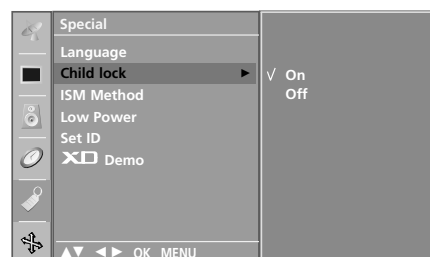 Special
Language
Child lock ►
√ On
Off
ISM Method
Low Power
Set ID
XD Demo
▲▼ ◄► OK MENU